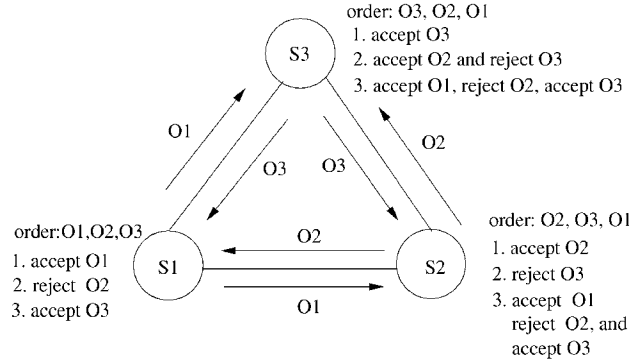 order: O3, O2, O1
1. accept O3
2. accept O2 and reject O3
3. accept O1, reject O2, accept O3
S3
O1
O2
O3
O3
order:O1,O2,O3
1. accept O1
2. reject O2
3. accept O3
S1
O2
O1
S2
order: O2, O3, O1
1. accept O2
2. reject O3
3. accept O1
reject O2, and
accept O3